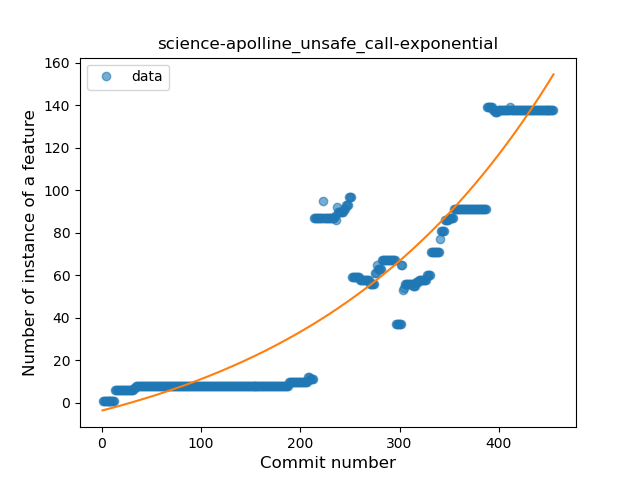 science-apolline_unsafe_call-exponential
data
Number of instance of a feature
160
140
120
100
80
60
40
20
0
0 100 200 300 400
Commit number